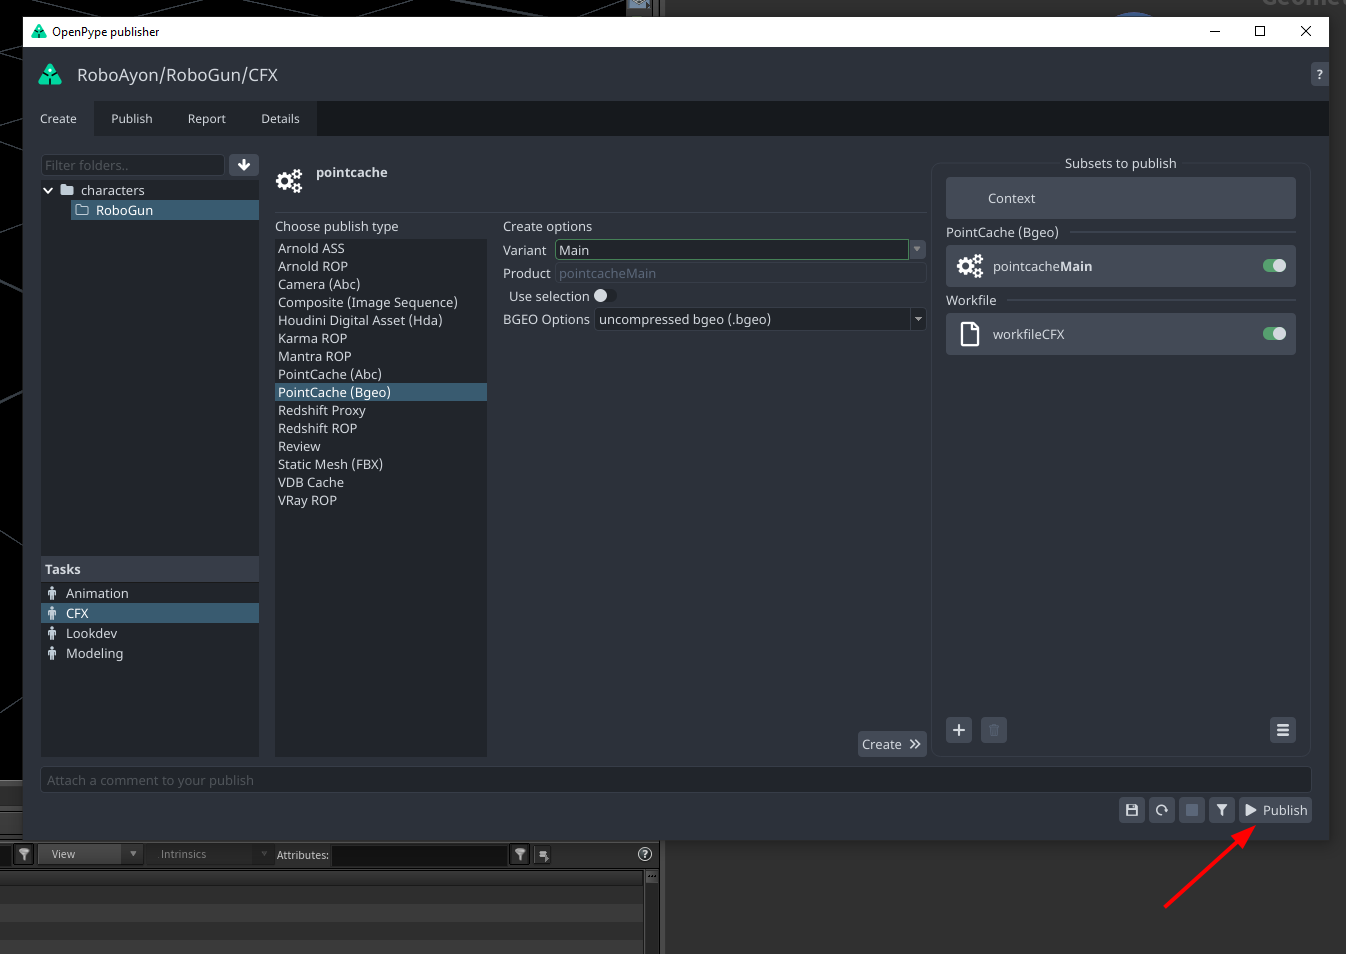 Geomet
OpenPype publisher
RoboAyon/RoboGun/CFX
?
Create
Publish
Report
Details
Filter folders..
characters
RoboGun
Tasks
Animation
CFX
Lookdev
Modeling
pointcache
Choose publish type
Arnold ASS
Arnold ROP
Camera (Abc)
Composite (Image Sequence)
Houdini Digital Asset (Hda)
Karma ROP
Mantra ROP
PointCache (Abc)
PointCache (Bgeo)
Redshift Proxy
Redshift ROP
Review
Static Mesh (FBX)
VDB Cache
VRay ROP
Create options
Variant Main
Product pointcacheMain
Use selection
BGEO Options uncompressed bgeo (.bgeo)
Create
Subsets to publish
Context
PointCache (Bgeo)
pointcacheMain
Workfile
workfileCFX
Attach a comment to your publish
Publish
View
Intrinsics
Attributes:
?